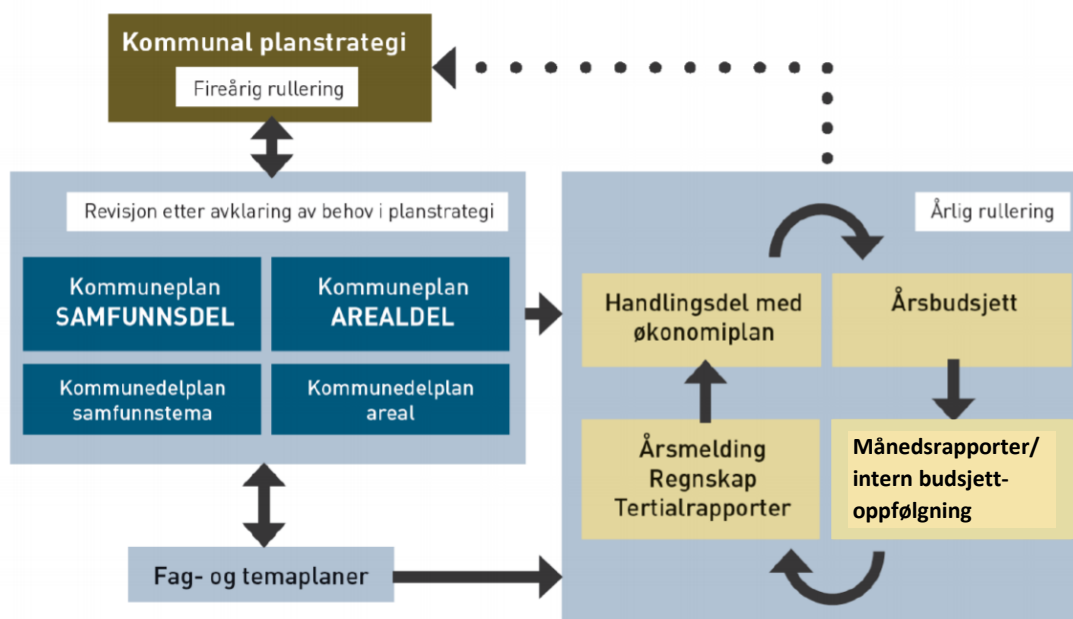 Kommunal planstrategi
Fireårig rullering
Revisjon etter avklaring av behov i planstrategi
Kommuneplan
SAMFUNNSDEL
Kommuneplan
AREALDEL
Kommunedelplan
samfunnstema
Kommunedelplan
areal
Fag- og temaplaner
Årlig rullering
Handlingsdel med
økonomiplan
Årsbudsjett
Årsmelding
Regnskap
Tertialrapporter
Månedsrapporter/
intern budsjett-
oppfølgning